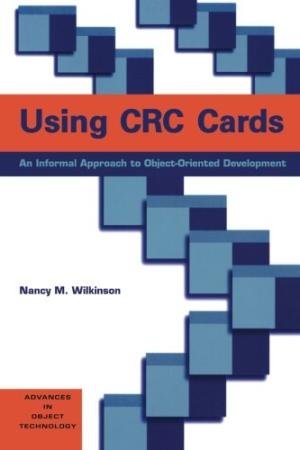 Using CRC Cards
An Informal Approach to Object-Oriented Development
Nancy M. Wilkinson
ADVANCES
IN
OBJECT
TECHNOLOGY